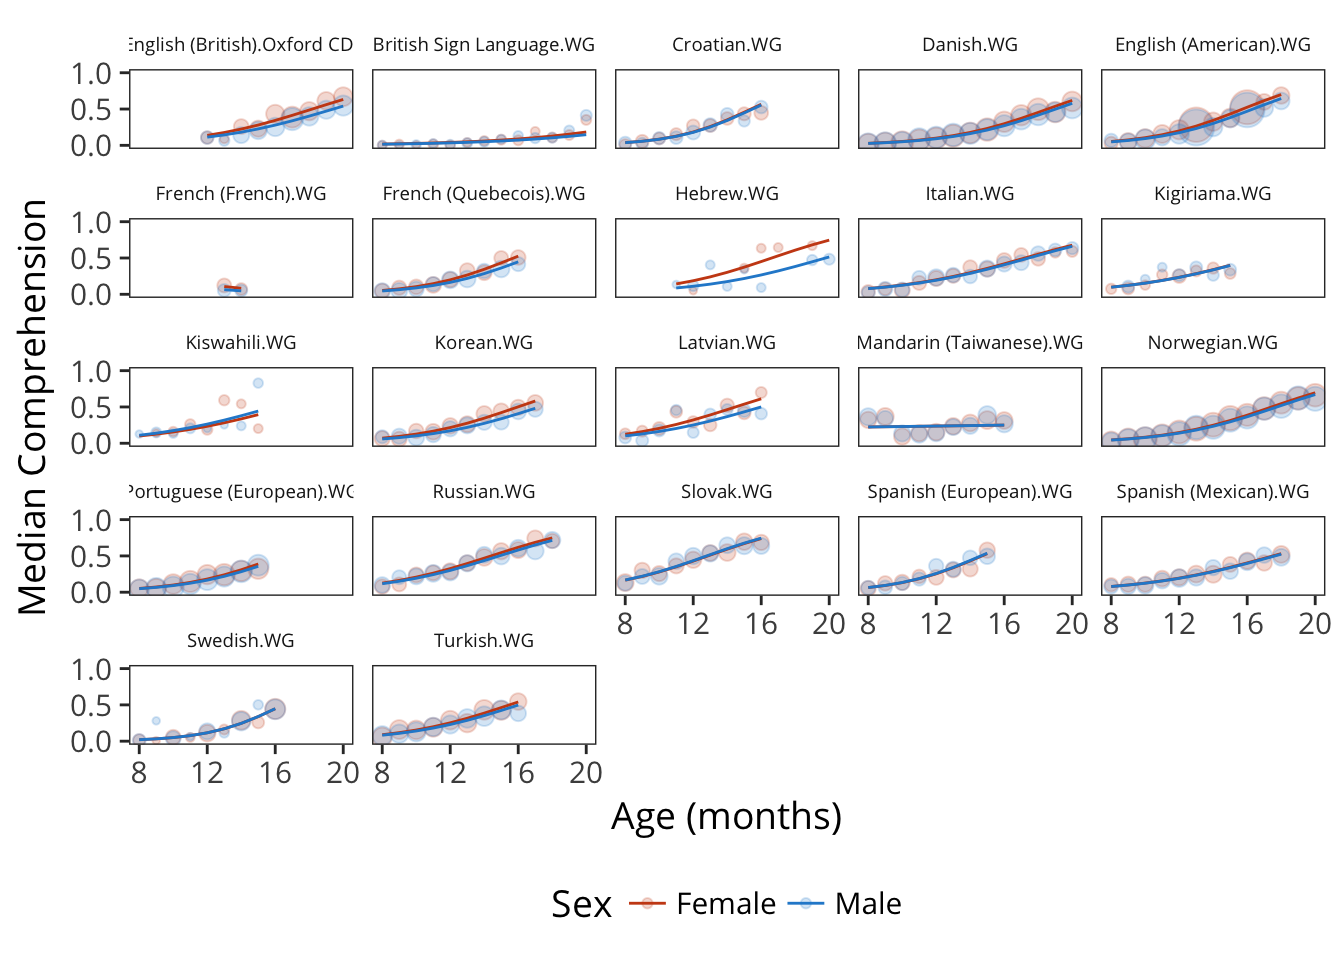 English (British).Oxford CD British Sign Language.WG Croatian.WG Danish.WG English (American).WG
1.0
0.5
0.0
French (French).WG French (Quebecois).WG Hebrew.WG Italian.WG Kigiriama.WG
1.0
0.5
0.0
Kiswahili.WG Korean.WG Latvian.WG Mandarin (Taiwanese).WG Norwegian.WG
1.0
0.5
0.0
Portuguese (European).WG Russian.WG Slovak.WG Spanish (European).WG Spanish (Mexican).WG
1.0
0.5
0.0
8 12 16 20 8 12 16 20 8 12 16 20
Swedish.WG Turkish.WG
1.0
0.5
0.0
8 12 16 20 8 12 16 20
Median Comprehension
Age (months)
Sex Female Male